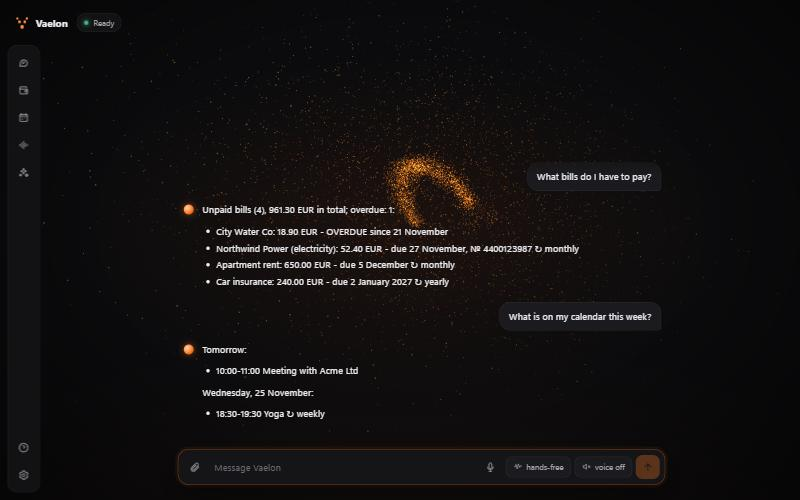 Vaelon
Ready
What bills do I have to pay?
Unpaid bills (4), 961.30 EUR in total; overdue: 1:
• City Water Co: 18.90 EUR - OVERDUE since 21 November
• Northwind Power (electricity): 52.40 EUR - due 27 November, № 4400123987 ↻ monthly
• Apartment rent: 650.00 EUR - due 5 December ↻ monthly
• Car insurance: 240.00 EUR - due 2 January 2027 ↻ yearly
What is on my calendar this week?
Tomorrow:
• 10:00-11:00 Meeting with Acme Ltd
Wednesday, 25 November:
• 18:30-19:30 Yoga ↻ weekly
Message Vaelon
hands-free
voice off